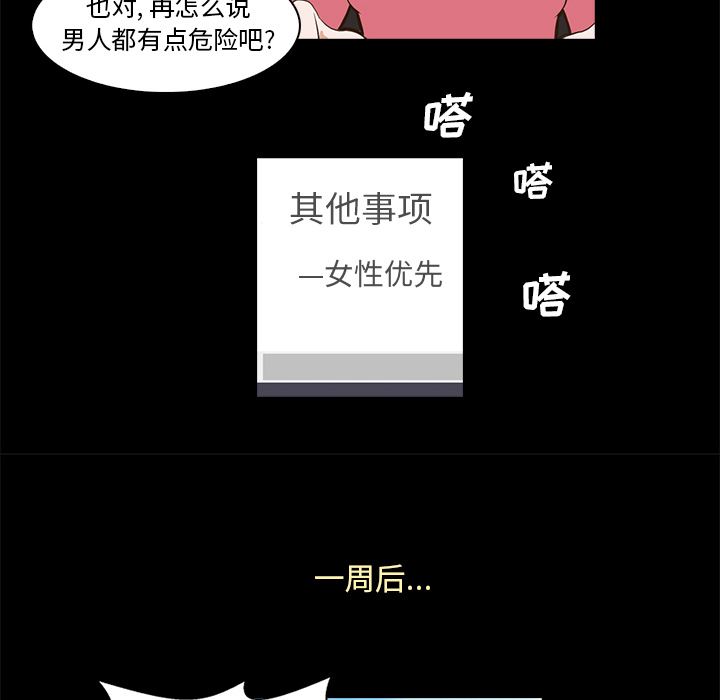 也对, 再怎么说
男人都有点危险吧?
嗒
嗒
其他事项
—女性优先
嗒
一周后...